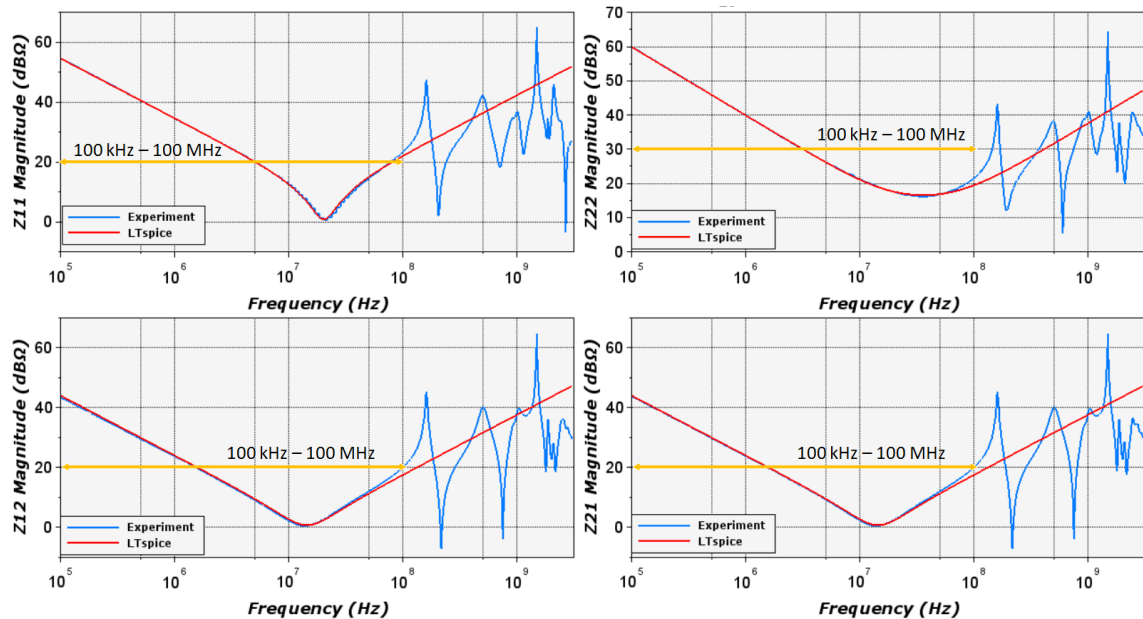 Z11 Magnitude (dBΩ)
60
40
20
0
100 kHz – 100 MHz
Experiment
LTspice
10^5
10^6
10^7
10^8
10^9
Frequency (Hz)
Z22 Magnitude (dBΩ)
70
60
50
40
30
20
10
0
100 kHz – 100 MHz
Experiment
LTspice
10^5
10^6
10^7
10^8
10^9
Frequency (Hz)
Z12 Magnitude (dBΩ)
60
40
20
0
100 kHz – 100 MHz
Experiment
LTspice
10^5
10^6
10^7
10^8
10^9
Frequency (Hz)
Z21 Magnitude (dBΩ)
60
40
20
0
100 kHz – 100 MHz
Experiment
LTspice
10^5
10^6
10^7
10^8
10^9
Frequency (Hz)